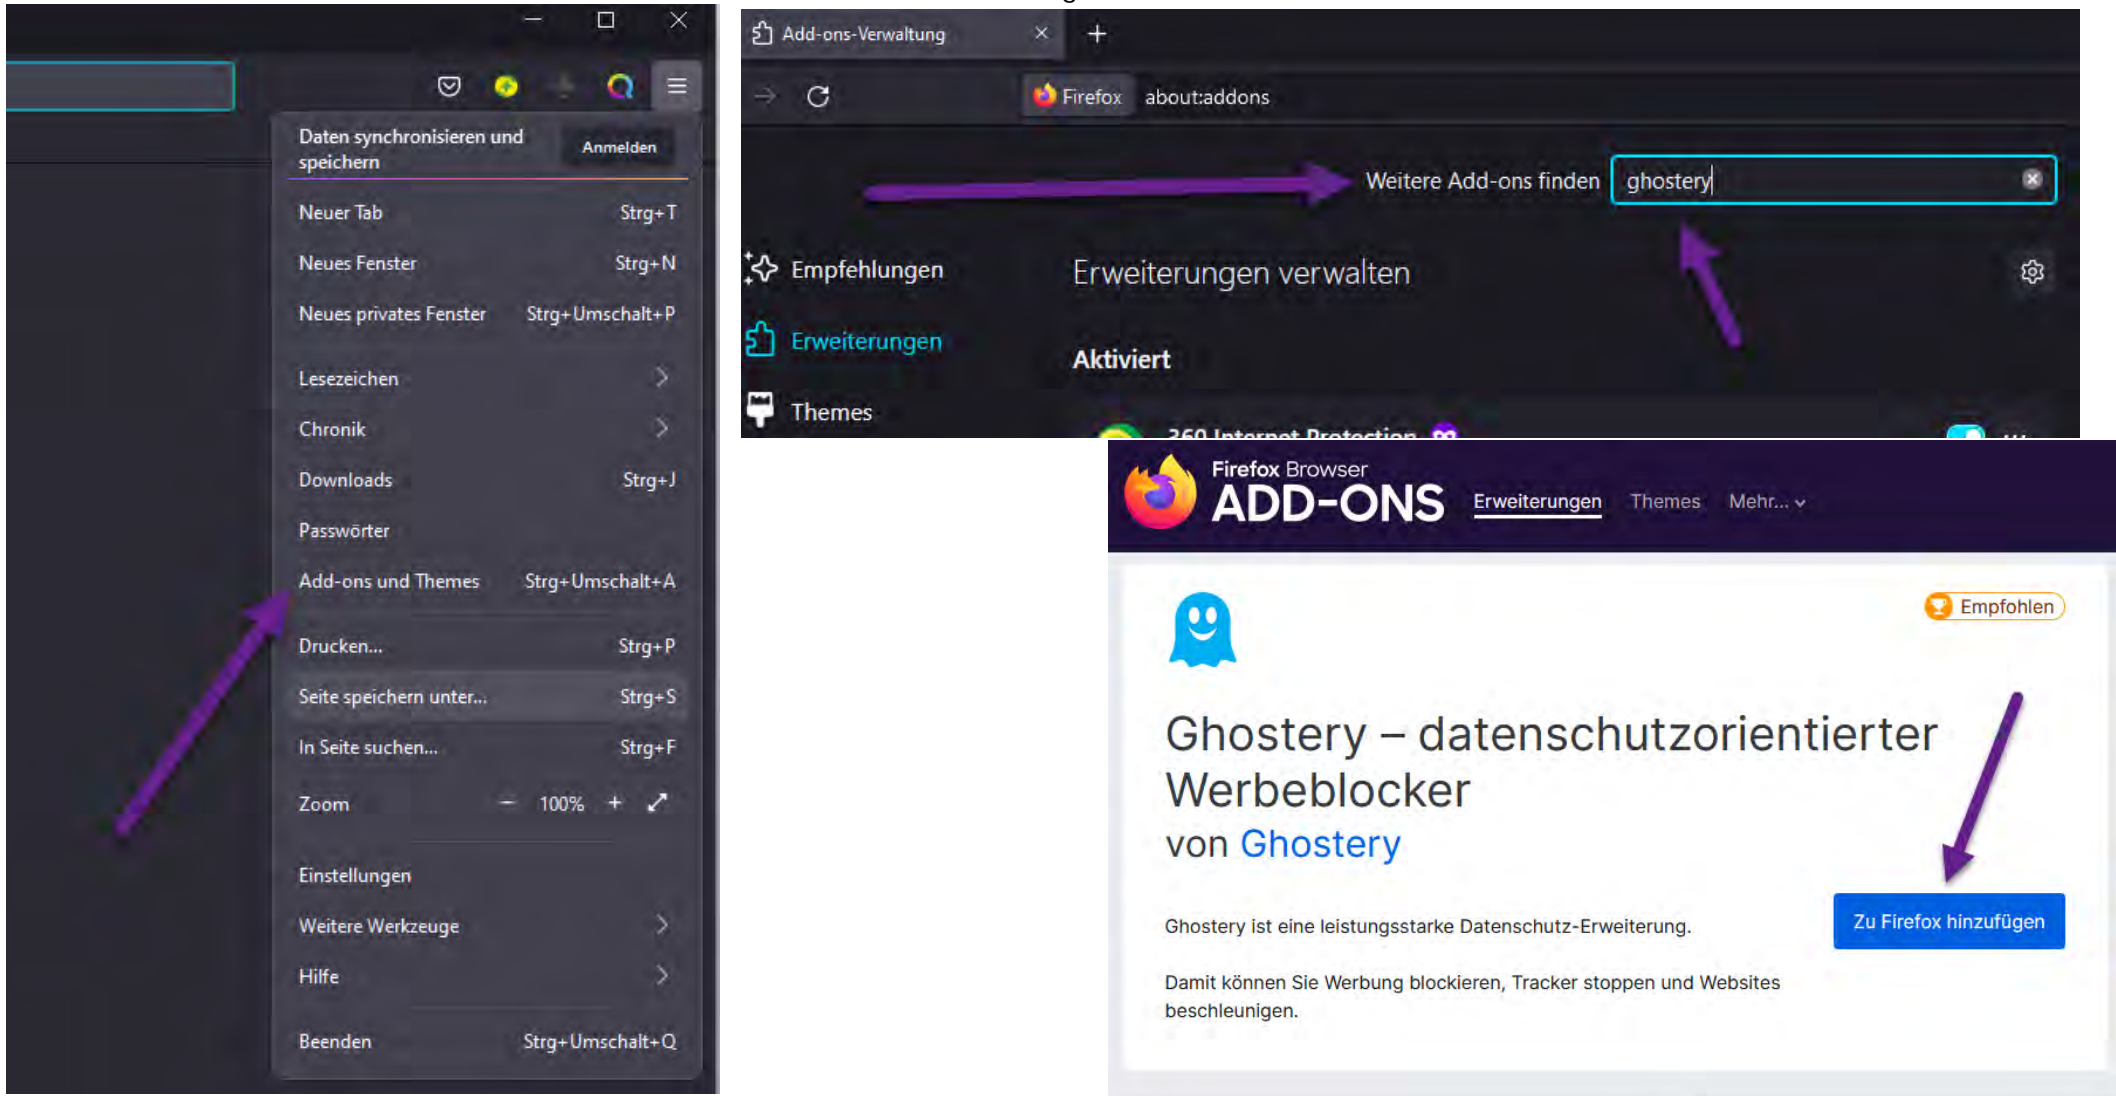 Daten synchronisieren und
speichern
Anmelden
Neuer Tab Strg+T
Neues Fenster Strg+N
Neues privates Fenster Strg+Umschalt+P
Lesezeichen
Chronik
Downloads Strg+J
Passwörter
Add-ons und Themes Strg+Umschalt+A
Drucken... Strg+P
Seite speichern unter... Strg+S
In Seite suchen... Strg+F
Zoom − 100% +
Einstellungen
Weitere Werkzeuge
Hilfe
Beenden Strg+Umschalt+Q
Add-ons-Verwaltung
Firefox about:addons
Weitere Add-ons finden ghostery
Empfehlungen
Erweiterungen
Themes
Erweiterungen verwalten
Aktiviert
360 Internet Protection
Firefox Browser
ADD-ONS
Erweiterungen Themes Mehr...
Empfohlen
Ghostery – datenschutzorientierter
Werbeblocker
von Ghostery
Ghostery ist eine leistungsstarke Datenschutz-Erweiterung.
Zu Firefox hinzufügen
Damit können Sie Werbung blockieren, Tracker stoppen und Websites
beschleunigen.